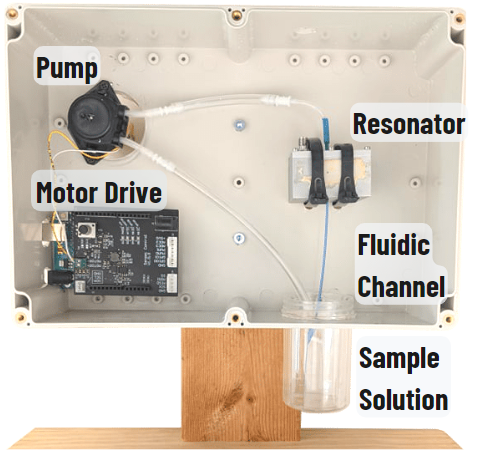 Pump
Resonator
Motor Drive
Fluidic
Channel
Sample
Solution